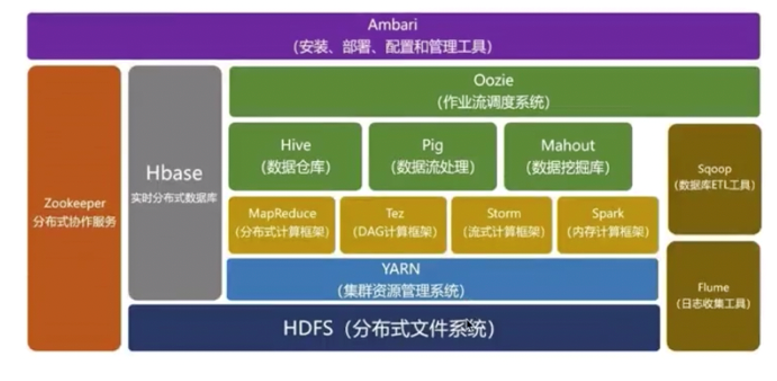 Ambari
（安装、部署、配置和管理工具）
Zookeeper
分布式协作服务
Hbase
实时分布式数据库
Oozie
（作业流调度系统）
Hive
（数据仓库）
Pig
（数据流处理）
Mahout
（数据挖掘库）
MapReduce
（分布式计算框架）
Tez
（DAG计算框架）
Storm
（流式计算框架）
Spark
（内存计算框架）
YARN
（集群资源管理系统）
HDFS（分布式文件系统）
Sqoop
（数据库ETL工具）
Flume
（日志收集工具）